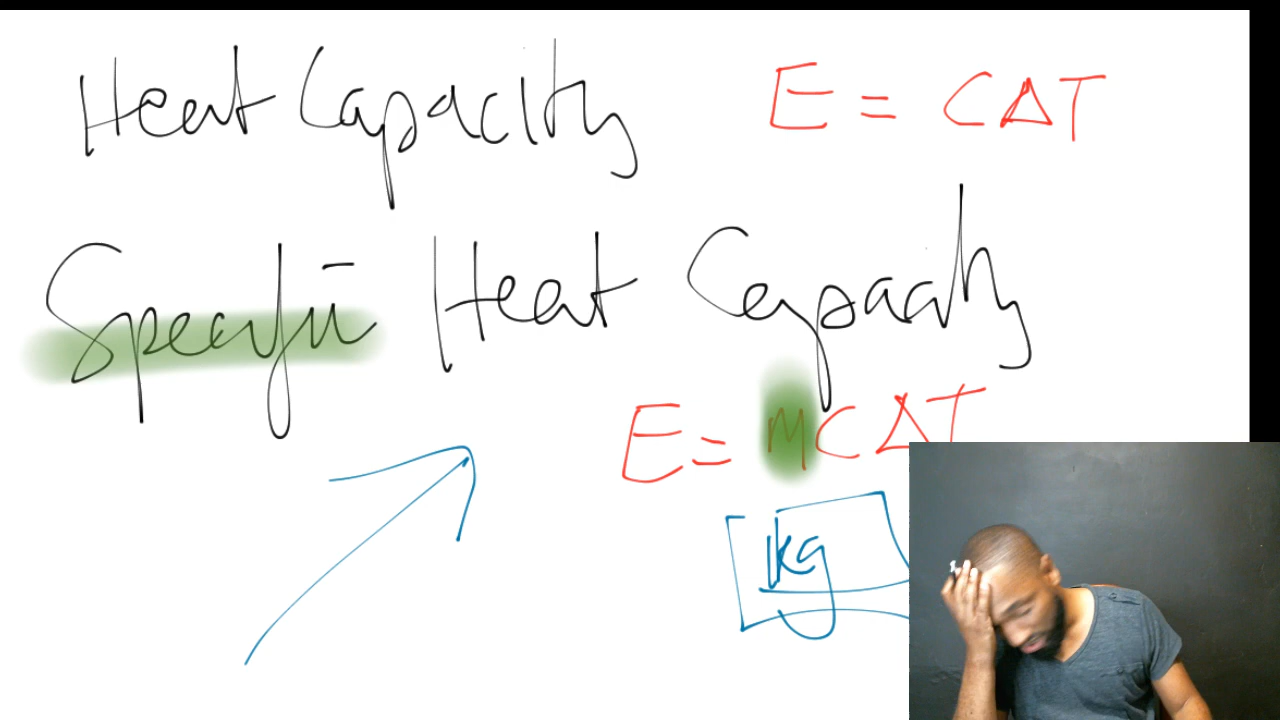 Heat Capacity
E = CΔT
Specific Heat Capacity
E = MCΔT
1kg